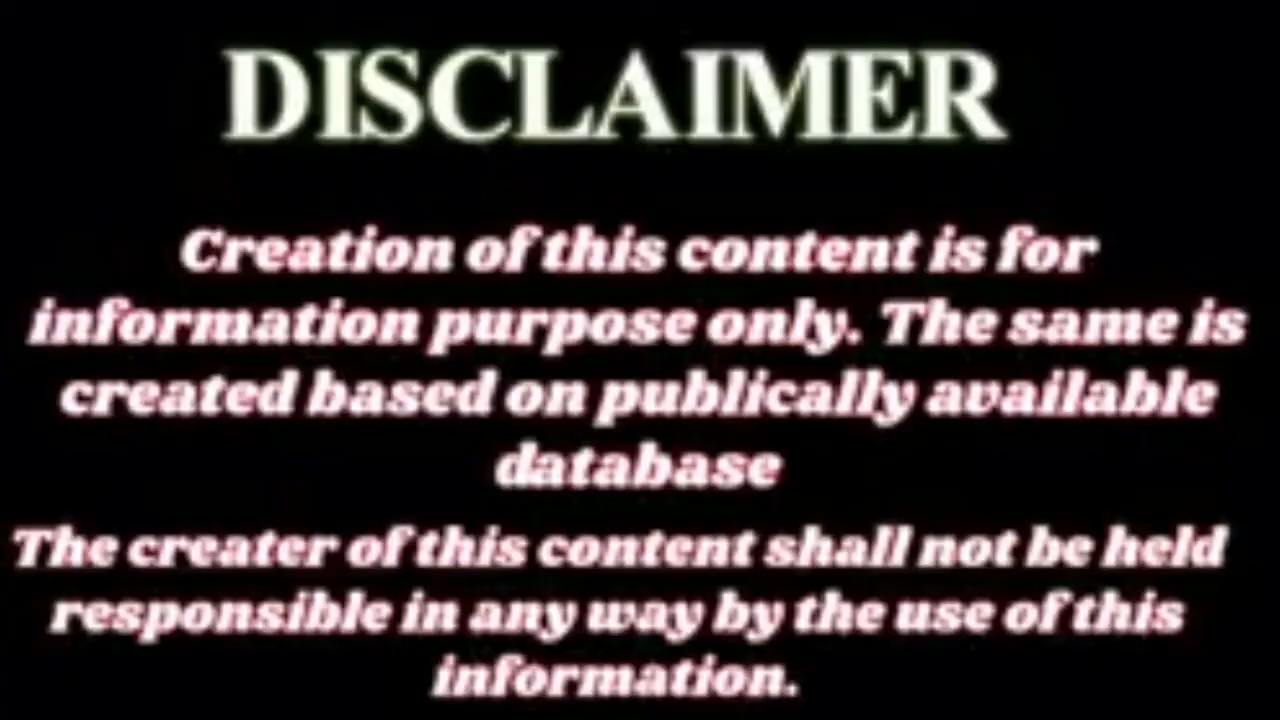 DISCLAIMER
Creation of this content is for
information purpose only. The same is
created based on publically available
database
The creater of this content shall not be held
responsible in any way by the use of this
information.